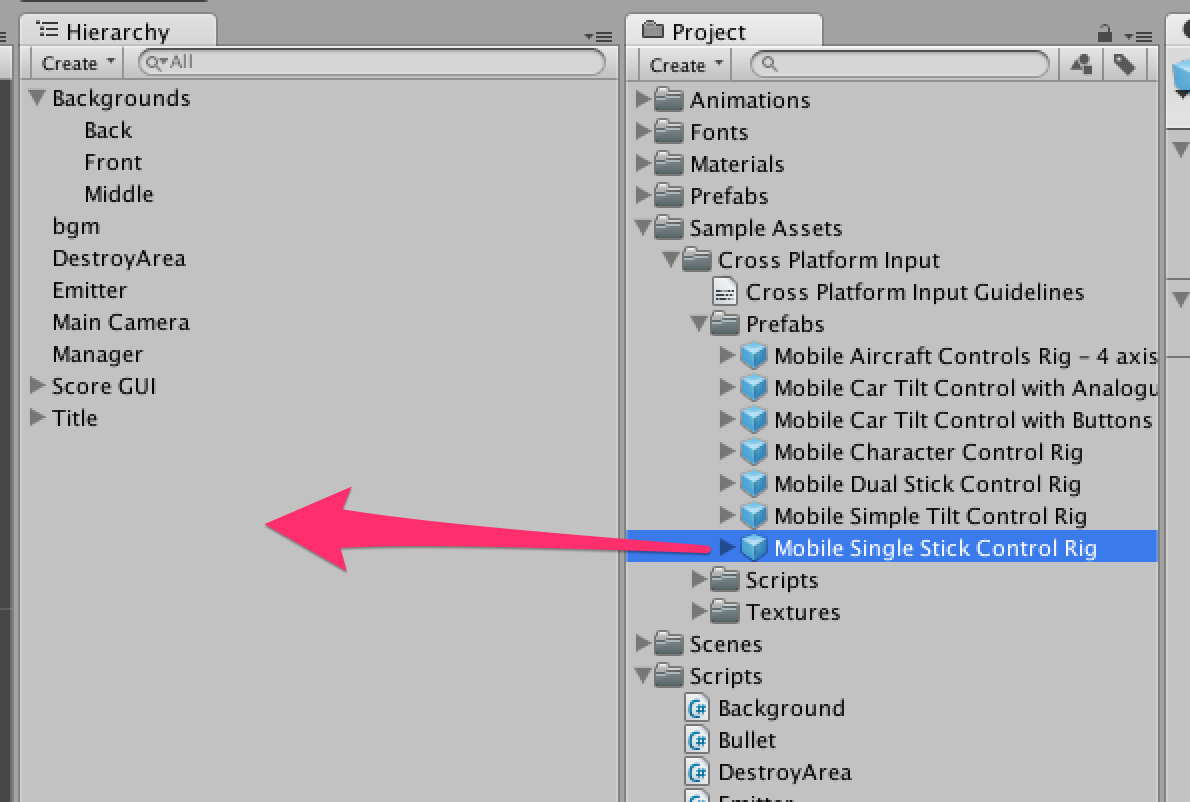 Hierarchy
Create
All
Backgrounds
Back
Front
Middle
bgm
DestroyArea
Emitter
Main Camera
Manager
Score GUI
Title
Project
Create
Animations
Fonts
Materials
Prefabs
Sample Assets
Cross Platform Input
Cross Platform Input Guidelines
Prefabs
Mobile Aircraft Controls Rig - 4 axis
Mobile Car Tilt Control with Analogu
Mobile Car Tilt Control with Buttons
Mobile Character Control Rig
Mobile Dual Stick Control Rig
Mobile Simple Tilt Control Rig
Mobile Single Stick Control Rig
Scripts
Textures
Scenes
Scripts
Background
Bullet
DestroyArea
Emitter